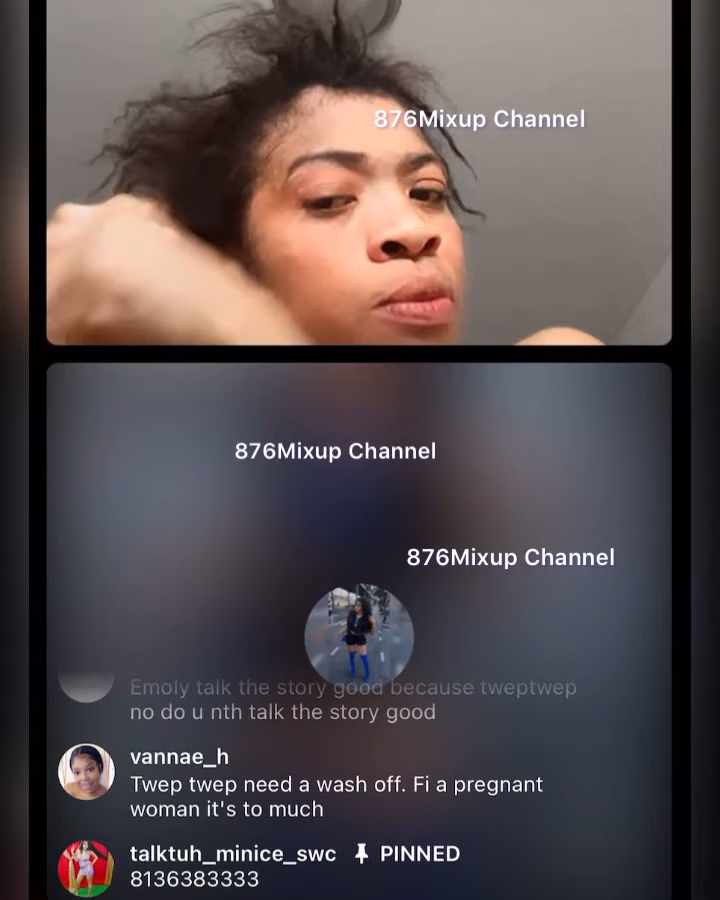 876Mixup Channel
876Mixup Channel
876Mixup Channel
Emoly talk the story good because tweptwep
no do u nth talk the story good
vannae_h
Twep twep need a wash off. Fi a pregnant
woman it's to much
talktuh_minice_swc PINNED
8136383333